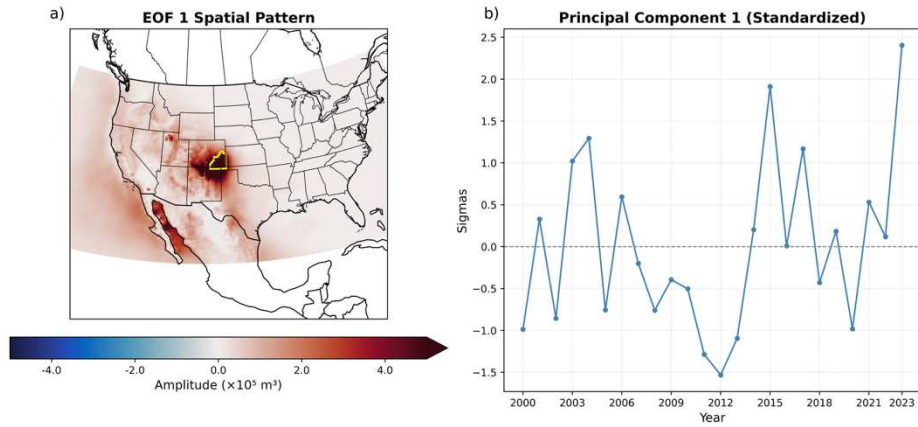 a)
EOF 1 Spatial Pattern
-4.0 -2.0 0.0 2.0 4.0
Amplitude (×10⁵ m³)
b)
Principal Component 1 (Standardized)
2.5
2.0
1.5
1.0
0.5
0.0
−0.5
−1.0
−1.5
Sigmas
2000 2003 2006 2009 2012 2015 2018 2021 2023
Year